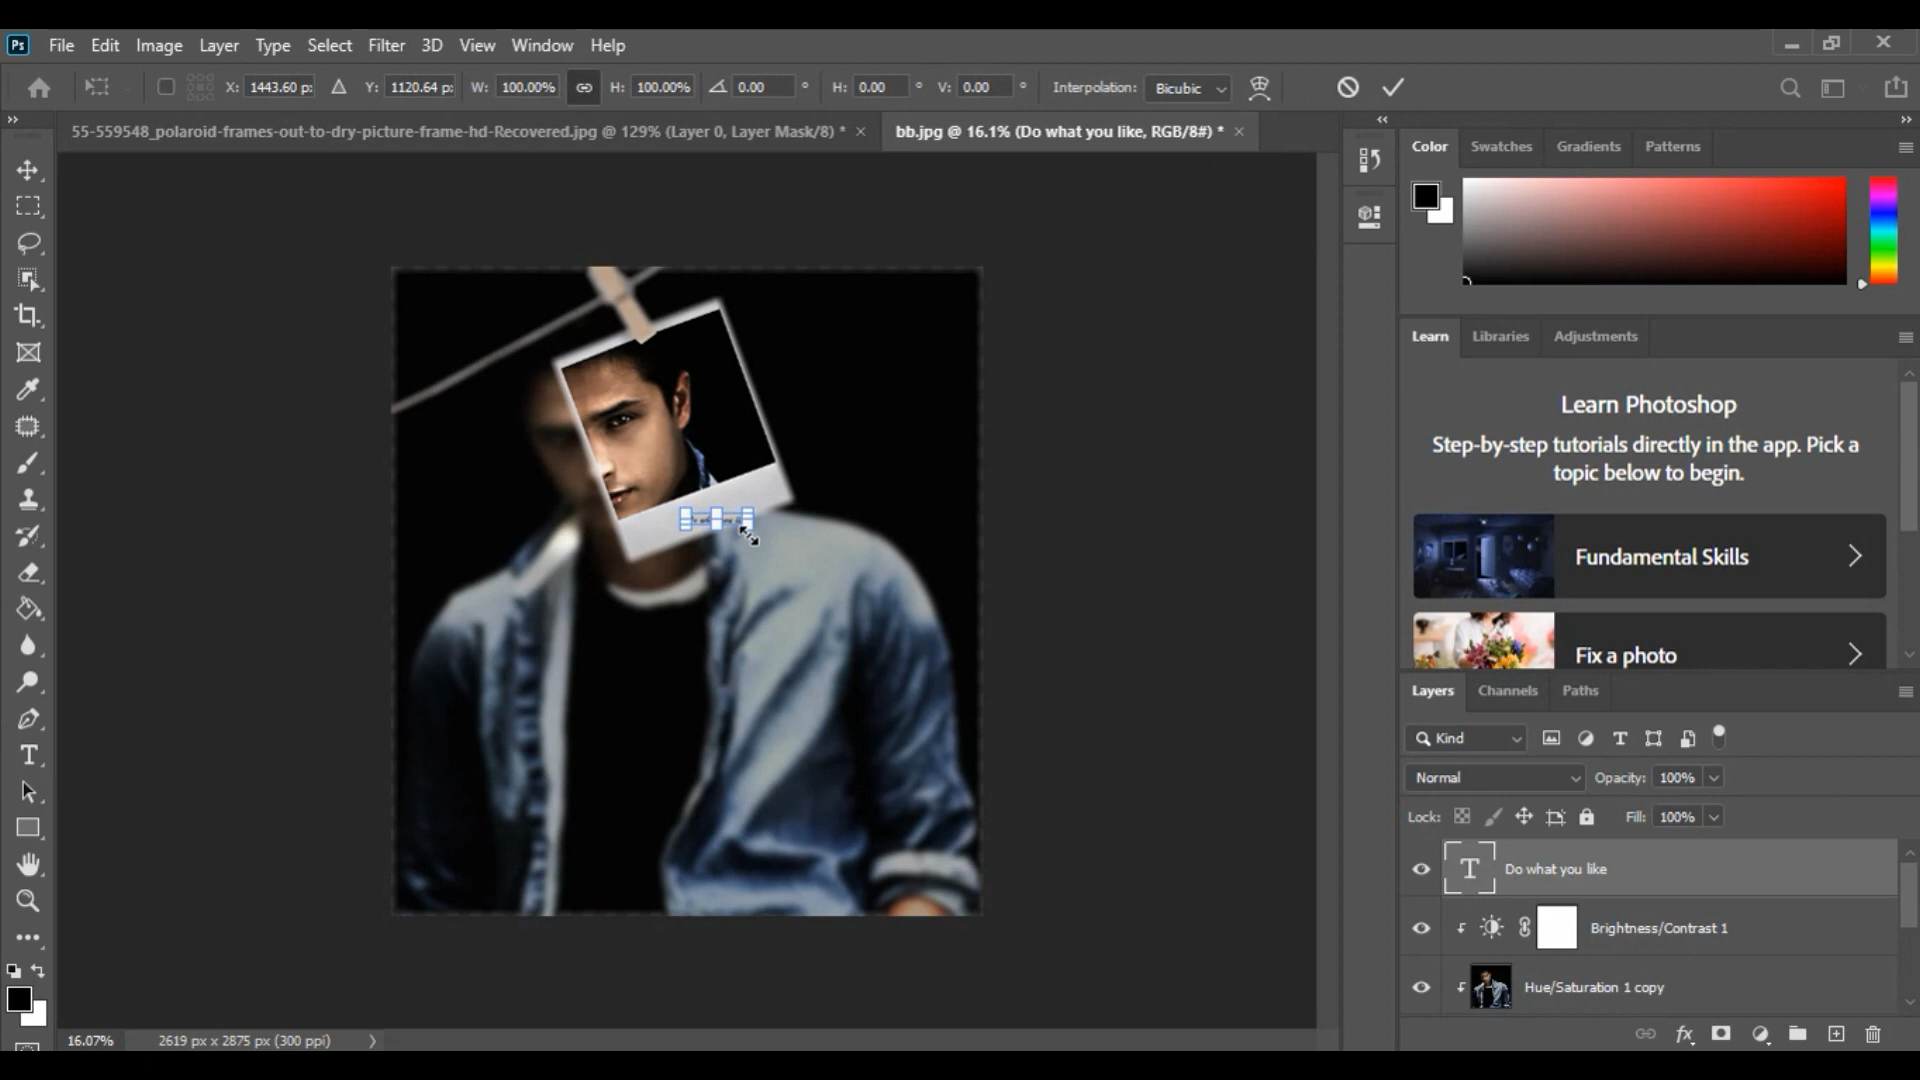 Ps File Edit Image Layer Type Select Filter 3D View Window Help
X: 1443.60 p: Y: 1120.64 p: W: 100.00% H: 100.00% 0.00 ° H: 0.00 ° V: 0.00 ° Interpolation: Bicubic
55-559548_polaroid-frames-out-to-dry-picture-frame-hd-Recovered.jpg @ 129% (Layer 0, Layer Mask/8) * × bb.jpg @ 16.1% (Do what you like, RGB/8#) * ×
Color Swatches Gradients Patterns
Learn Libraries Adjustments
Learn Photoshop
Step-by-step tutorials directly in the app. Pick a
topic below to begin.
Fundamental Skills
Fix a photo
Layers Channels Paths
Kind
Normal Opacity: 100%
Lock: Fill: 100%
Do what you like
Brightness/Contrast 1
Hue/Saturation 1 copy
16.07% 2619 px x 2875 px (300 ppi)